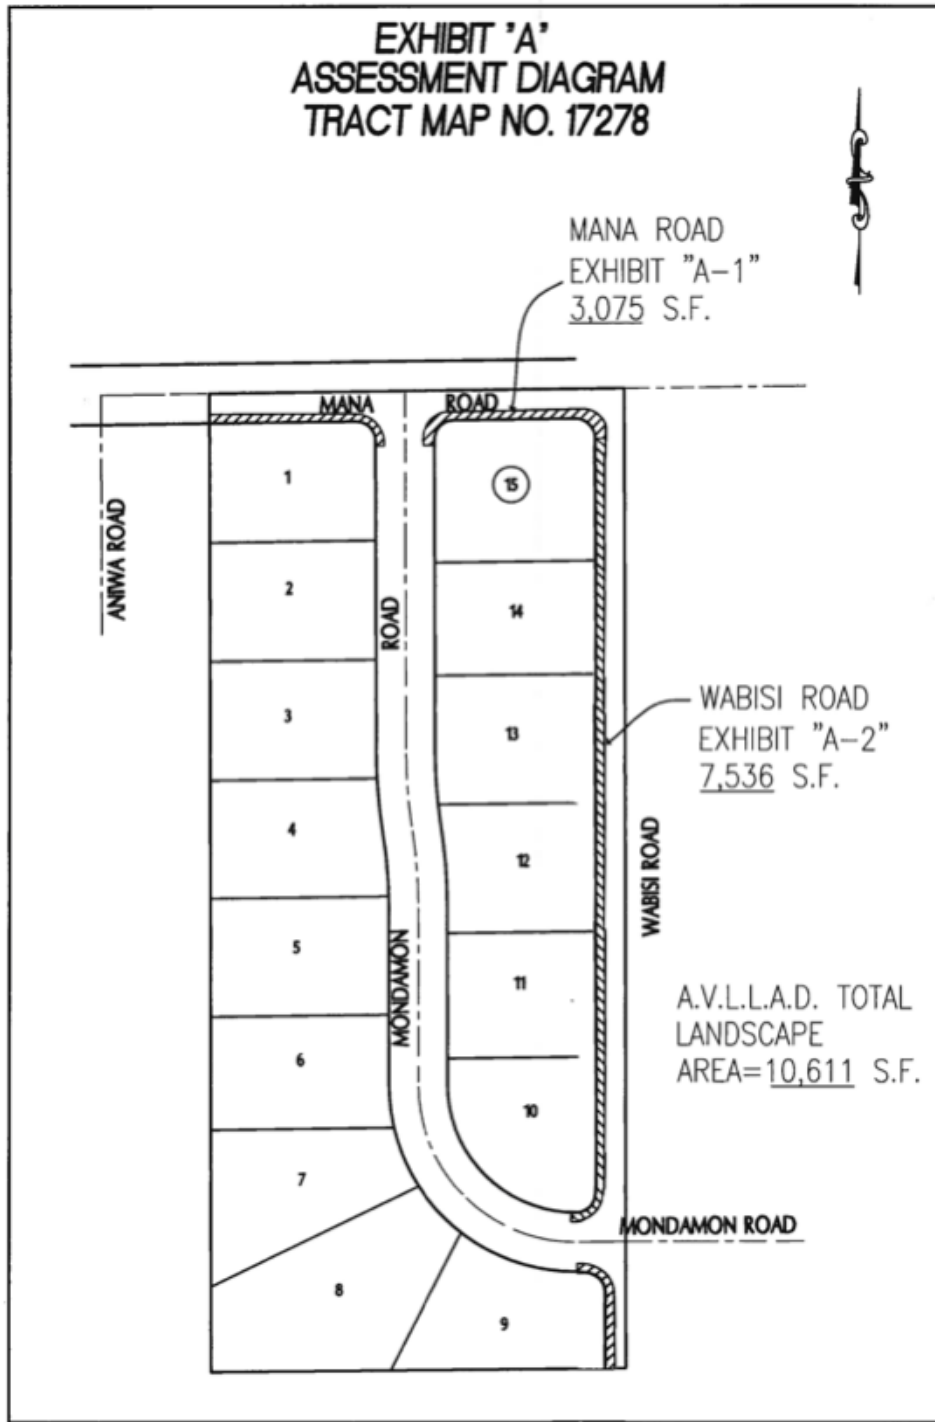 EXHIBIT "A"
ASSESSMENT DIAGRAM
TRACT MAP NO. 17278
MANA ROAD
EXHIBIT "A-1"
3,075 S.F.
MANA ROAD
ANIWA ROAD
1
2
3
4
5
6
7
8
9
10
11
12
13
14
15
MONDAMON ROAD
WABISI ROAD
EXHIBIT "A-2"
7,536 S.F.
WABISI ROAD
A.V.L.L.A.D. TOTAL
LANDSCAPE
AREA=10,611 S.F.
MONDAMON ROAD